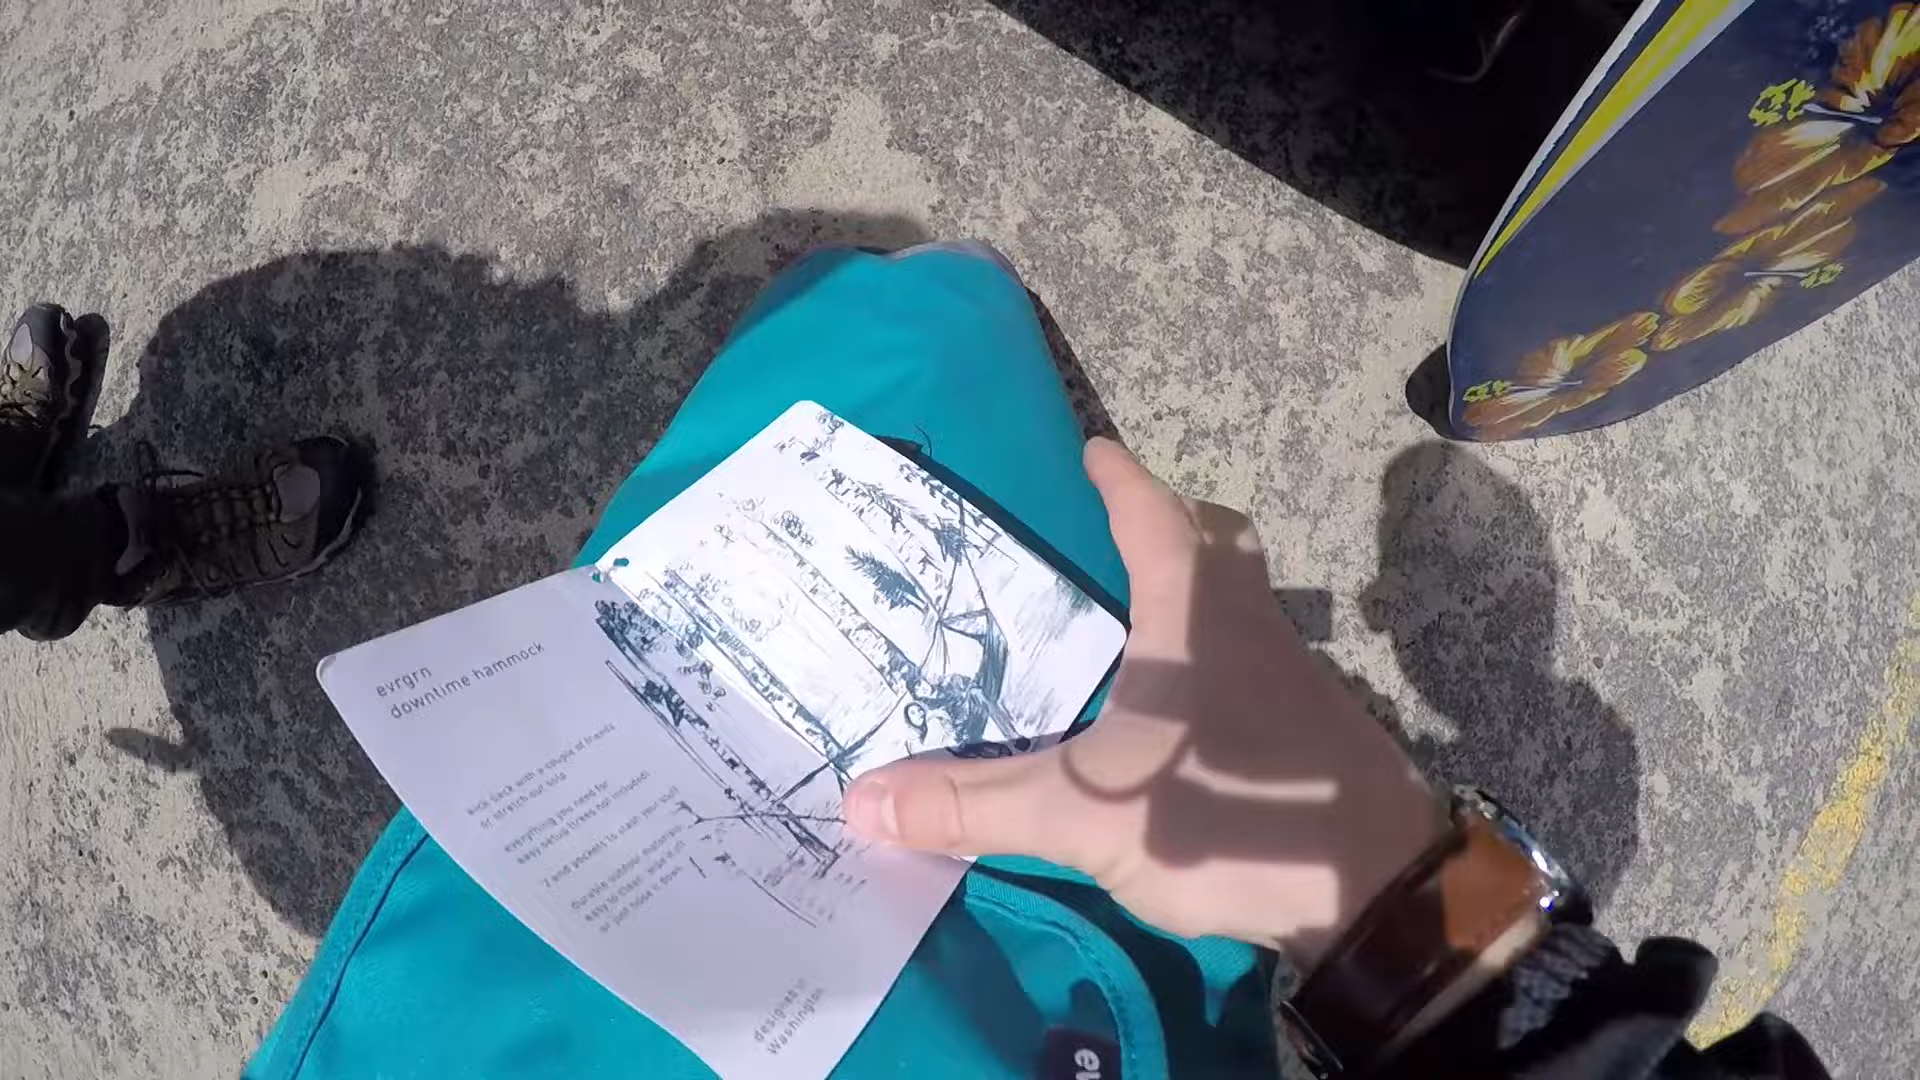 evrgrn
downtime hammock
kick back with a couple of friends
or stretch out solo
everything you need for
easy setup (trees not included)
2 end pockets to stash your stuff
durable outdoor materials:
easy to clean, wipe it off
or just hose it down
designed in
Washington
ev